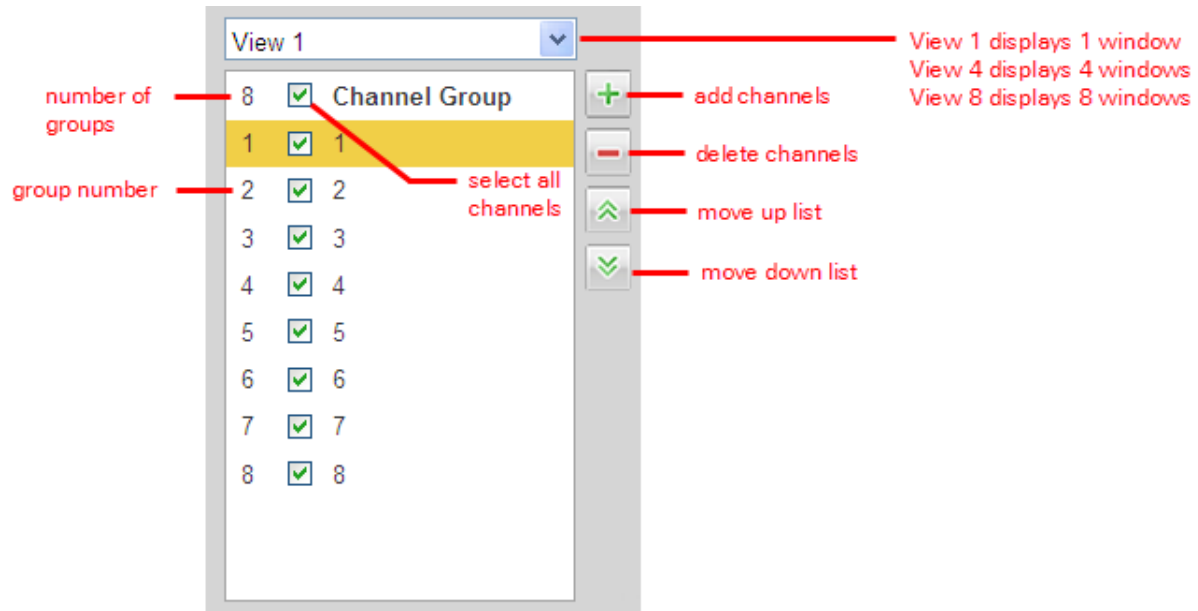 View 1
View 1 displays 1 window
View 4 displays 4 windows
View 8 displays 8 windows
number of
groups
8 Channel Group
add channels
1 1
delete channels
group number
2 2
select all
channels
move up list
3 3
4 4
move down list
5 5
6 6
7 7
8 8